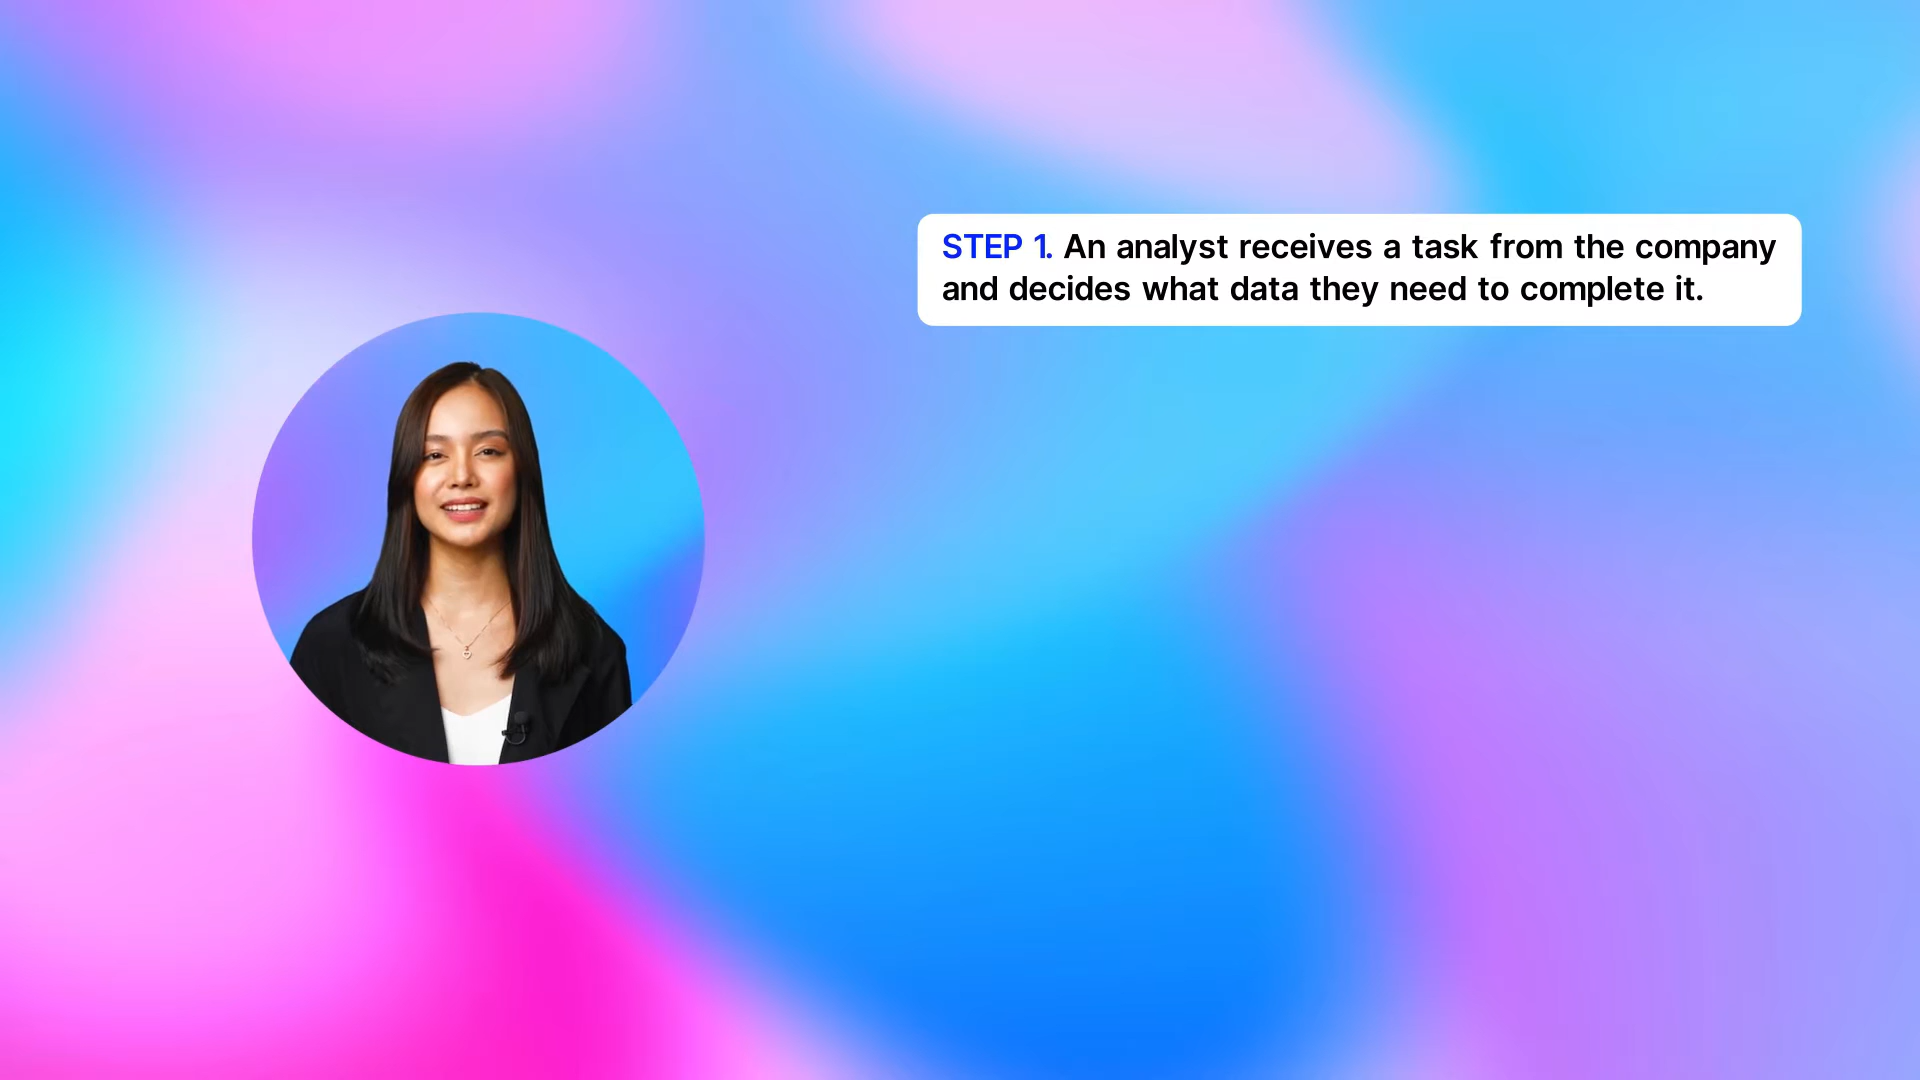 STEP 1. An analyst receives a task from the company
and decides what data they need to complete it.